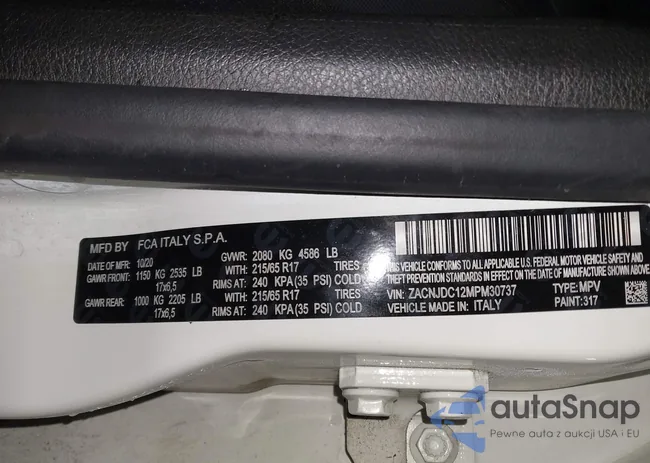 MFD BY FCA ITALY S.P.A.
DATE OF MFR: 10/20 GVWR: 2080 KG 4586 LB
GAWR FRONT: 1150 KG 2535 LB WITH 215/65 R17 TIRES
17x6,5 RIMS AT: 240 KPA (35 PSI) COLD
GAWR REAR: 1000 KG 2205 LB WITH 215/65 R17 TIRES
17x6,5 RIMS AT: 240 KPA (35 PSI) COLD
THIS VEHICLE CONFORMS TO ALL APPLICABLE U.S. FEDERAL MOTOR
VEHICLE SAFETY, BUMPER AND
THEFT PREVENTION STANDARDS IN EFFECT ON THE DATE OF MANUFACTURE SHOWN ABOVE
VIN: ZACNJDC12MPM30737 TYPE: MPV
VEHICLE MADE IN: ITALY PAINT: 317
autaSnap
Pewne auta z aukcji USA i EU